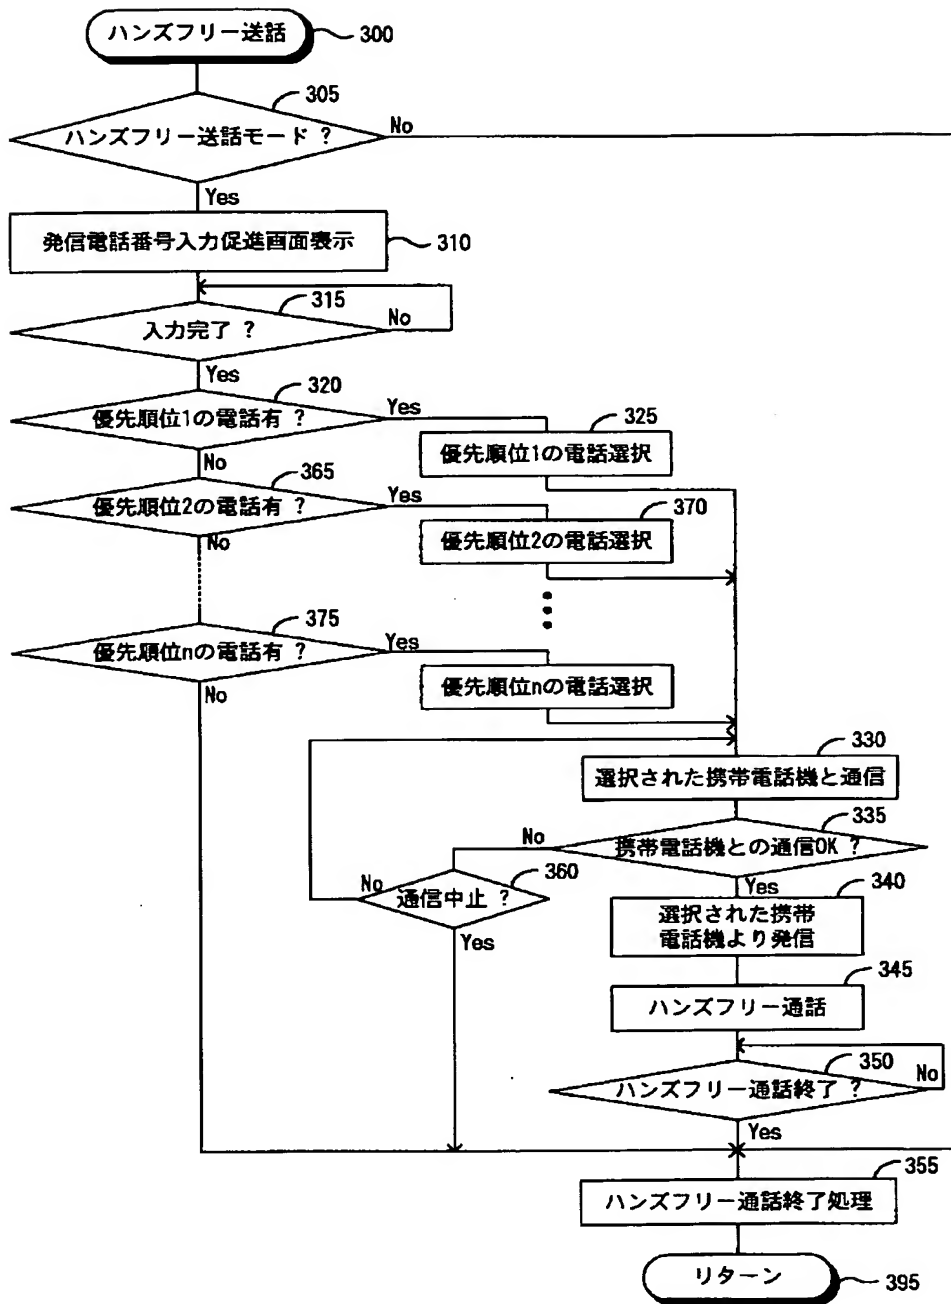 ハンズフリー送話
300
305
ハンズフリー送話モード ?
No
Yes
発信電話番号入力促進画面表示
310
315
入力完了 ?
No
Yes
320
優先順位1の電話有 ?
Yes
325
優先順位1の電話選択
No
365
優先順位2の電話有 ?
Yes
370
優先順位2の電話選択
No
375
優先順位nの電話有 ?
Yes
優先順位nの電話選択
No
330
選択された携帯電話機と通信
335
携帯電話機との通信OK ?
No
Yes
360
通信中止 ?
No
Yes
340
選択された携帯
電話機より発信
345
ハンズフリー通話
350
ハンズフリー通話終了 ?
No
Yes
355
ハンズフリー通話終了処理
リターン
395